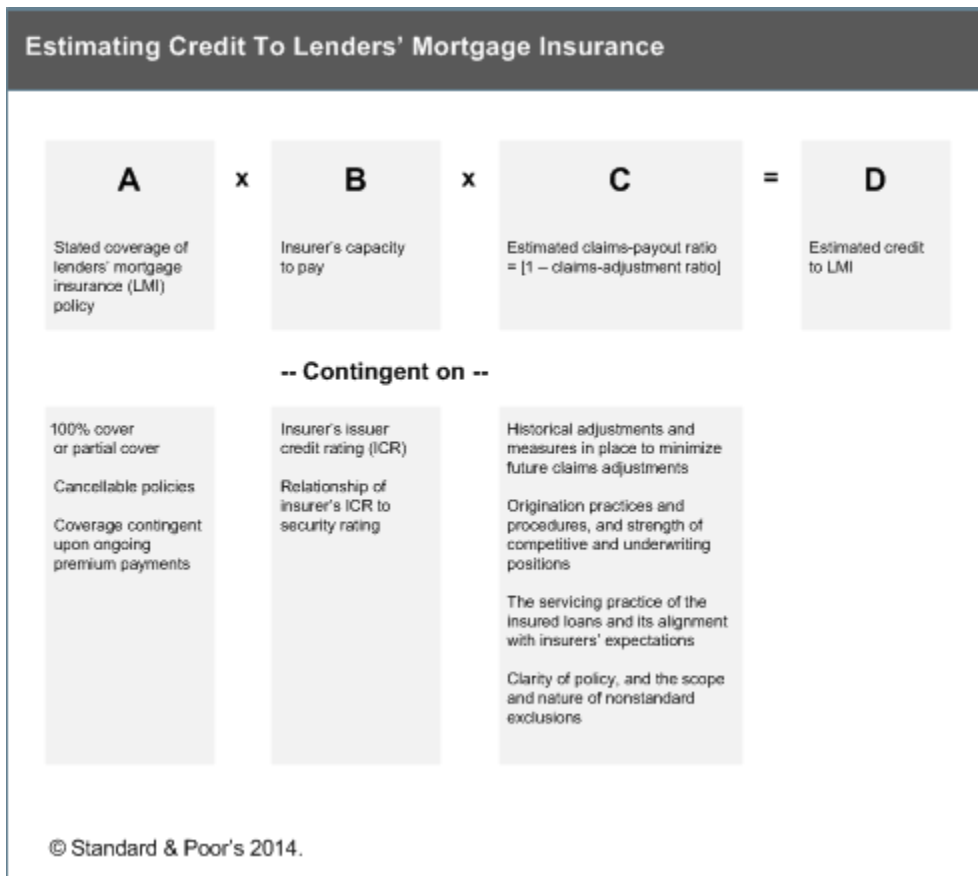 Estimating Credit To Lenders’ Mortgage Insurance
A x B x C = D
Stated coverage of
lenders’ mortgage
insurance (LMI)
policy
Insurer’s capacity
to pay
Estimated claims-payout ratio
= [1 – claims-adjustment ratio]
Estimated credit
to LMI
-- Contingent on --
100% cover
or partial cover
Cancellable policies
Coverage contingent
upon ongoing
premium payments
Insurer’s issuer
credit rating (ICR)
Relationship of
insurer’s ICR to
security rating
Historical adjustments and
measures in place to minimize
future claims adjustments
Origination practices and
procedures, and strength of
competitive and underwriting
positions
The servicing practice of the
insured loans and its alignment
with insurers’ expectations
Clarity of policy, and the scope
and nature of nonstandard
exclusions
© Standard & Poor’s 2014.